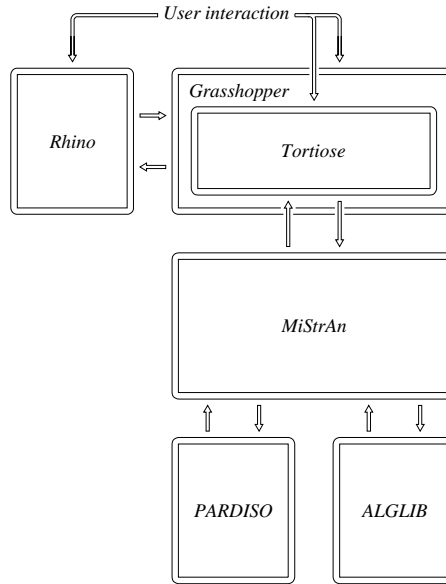 User interaction
Grasshopper
Rhino
Tortiose
MiStrAn
PARDISO
ALGLIB